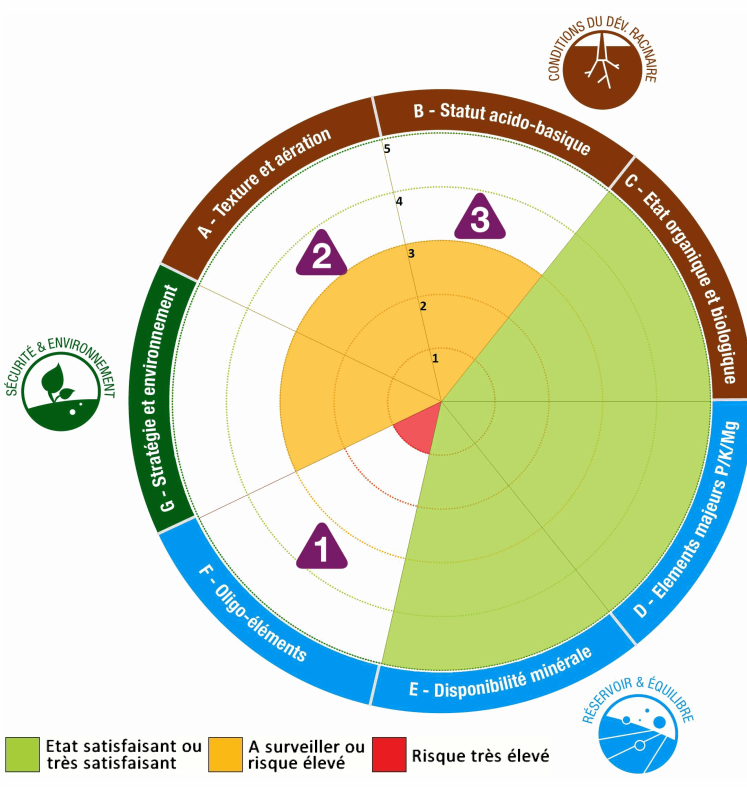 CONDITIONS DU DÉV. RACINAIRE
B - Statut acido-basique
A - Texture et aération
C - Etat organique et biologique
5
4
3
3
2
2
1
SÉCURITÉ & ENVIRONNEMENT
G - Stratégie et environnement
D - Elements majeurs P/K/Mg
1
F - Oligo-éléments
E - Disponibilité minérale
RÉSERVOIR & ÉQUILIBRE
Etat satisfaisant ou
très satisfaisant
A surveiller ou
risque élevé
Risque très élevé